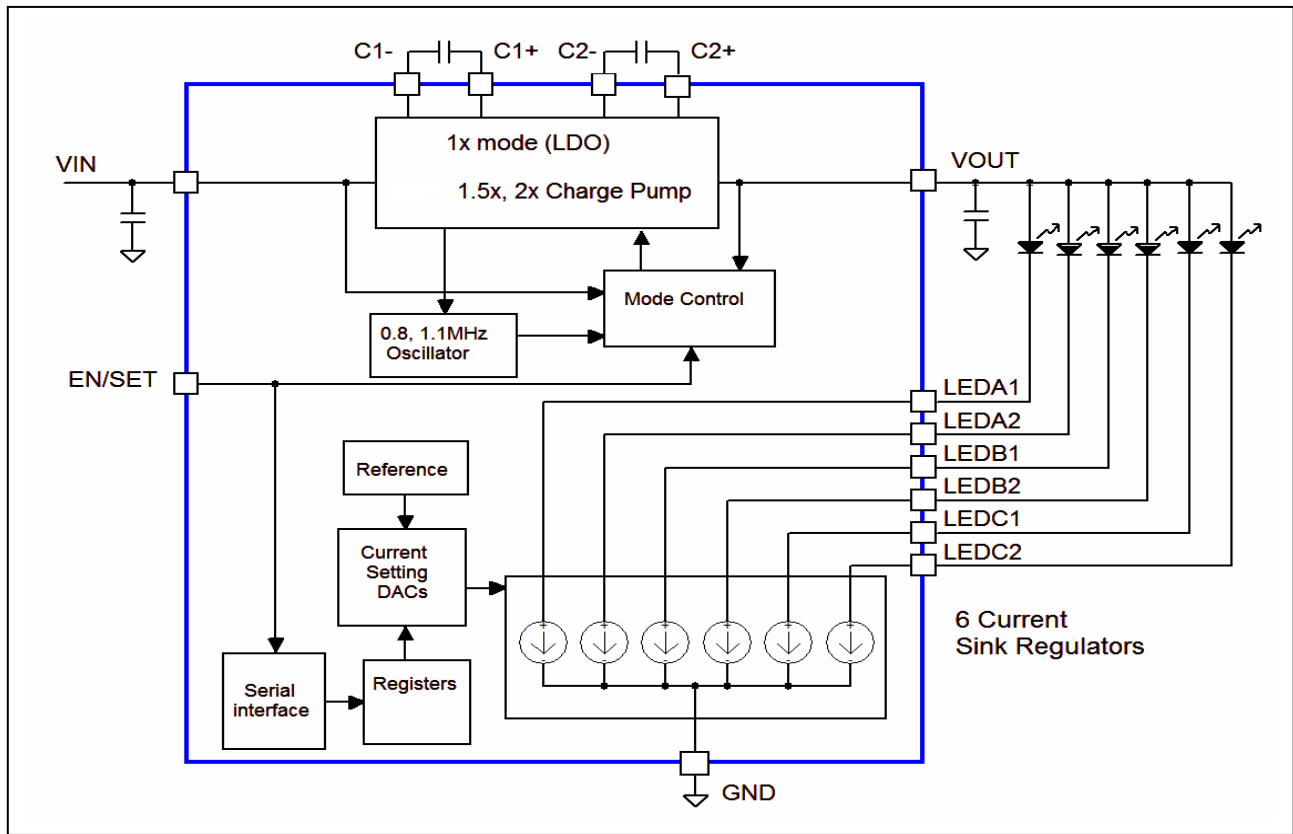 C1-
C1+
C2-
C2+
1x mode (LDO)
1.5x, 2x Charge Pump
VIN
VOUT
Mode Control
0.8, 1.1MHz
Oscillator
EN/SET
LEDA1
LEDA2
LEDB1
LEDB2
LEDC1
LEDC2
Reference
Current
Setting
DACs
6 Current
Sink Regulators
Serial
interface
Registers
GND